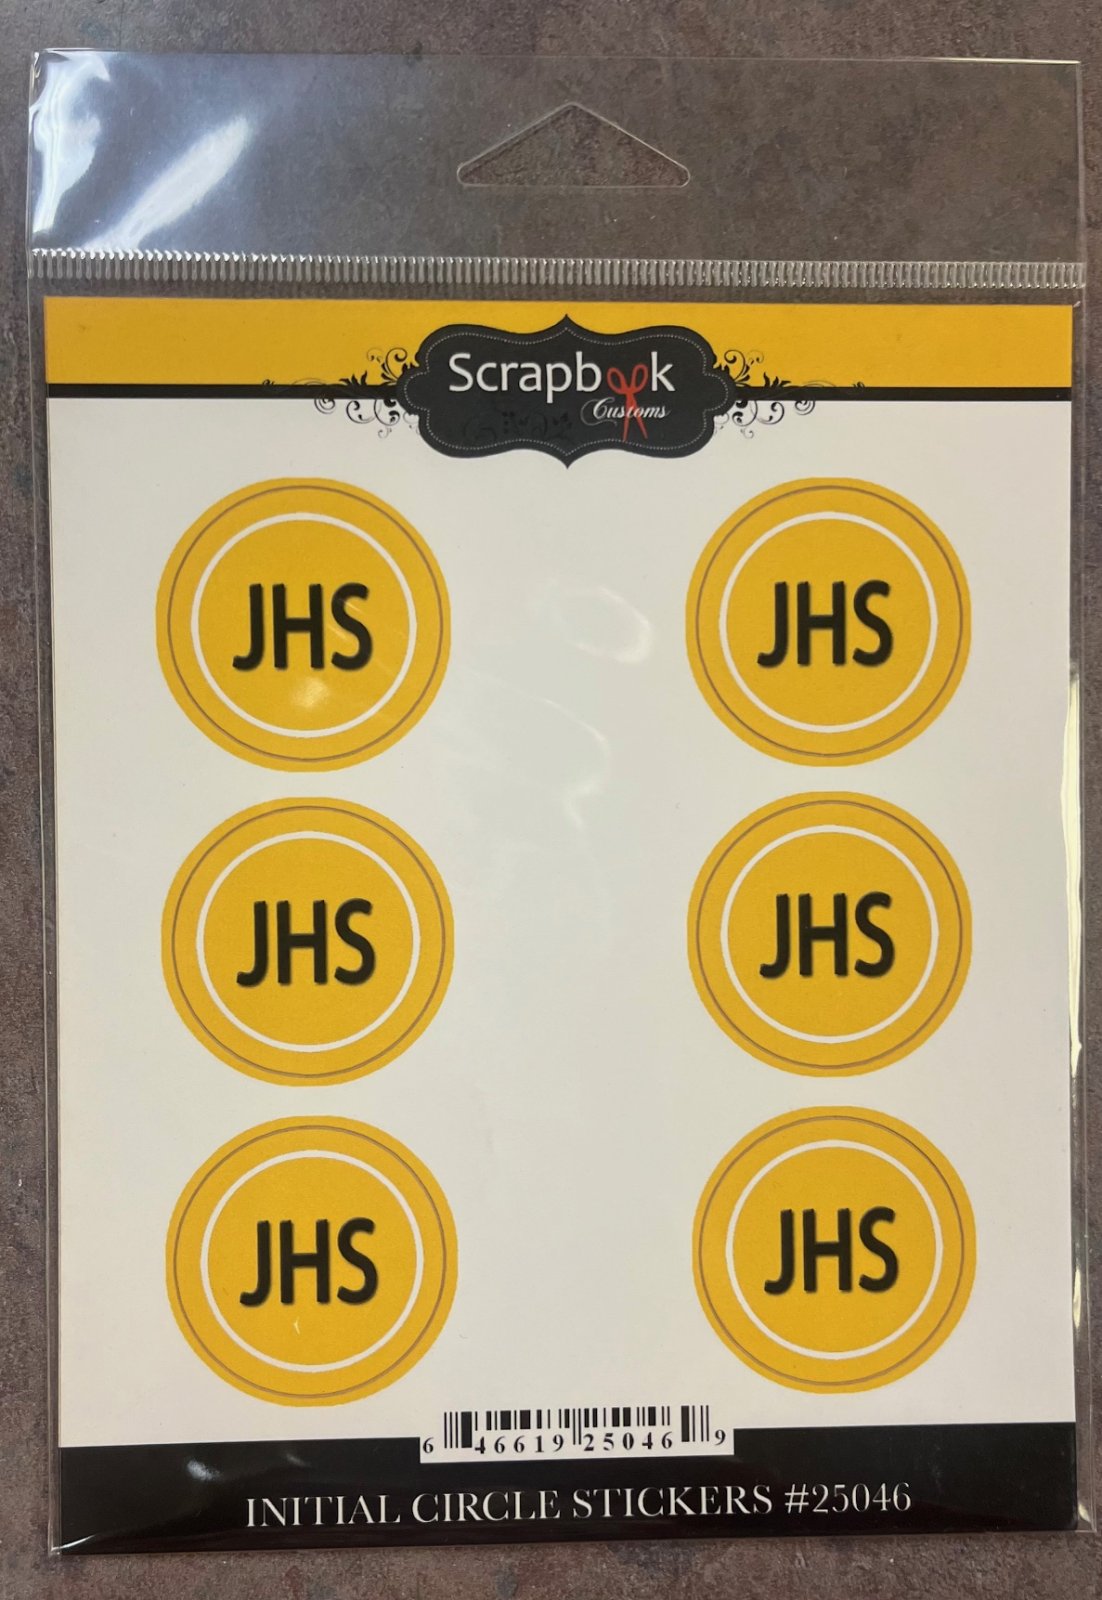 Scrapbook
Customs
JHS JHS
JHS JHS
JHS JHS
6 46619 25046 9
INITIAL CIRCLE STICKERS #25046